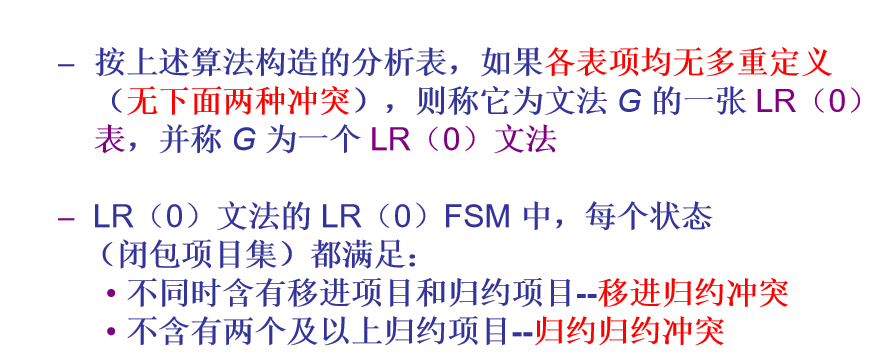 – 按上述算法构造的分析表，如果各表项均无多重定义
（无下面两种冲突），则称它为文法 G 的一张 LR（0）
表，并称 G 为一个 LR（0）文法
– LR（0）文法的 LR（0）FSM 中，每个状态
（闭包项目集）都满足：
• 不同时含有移进项目和归约项目--移进归约冲突
• 不含有两个及以上归约项目--归约归约冲突